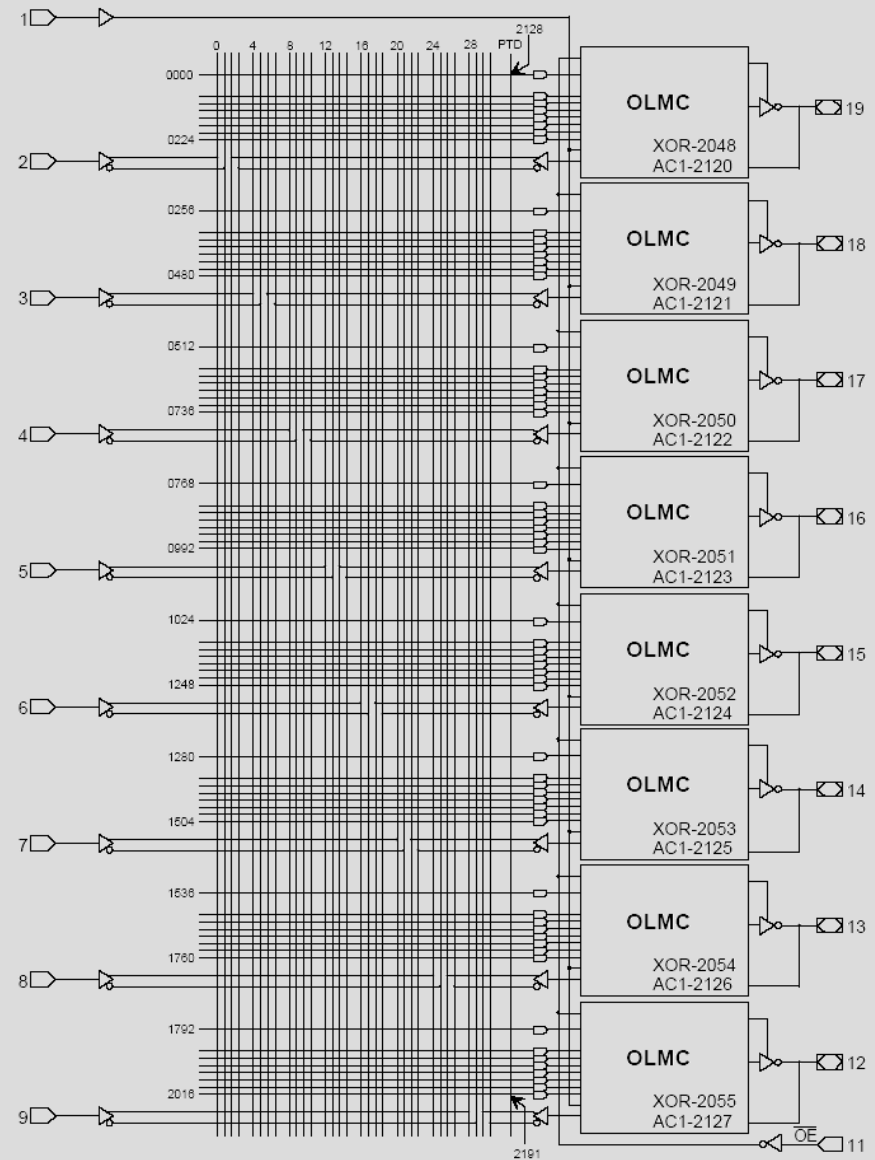 1
2128
0 4 8 12 16 20 24 28 PTD
0000
OLMC
19
0224
XOR-2048
2
AC1-2120
0256
OLMC
18
0480
XOR-2049
3
AC1-2121
0512
OLMC
17
0736
XOR-2050
4
AC1-2122
0768
OLMC
16
0992
XOR-2051
5
AC1-2123
1024
OLMC
15
1248
XOR-2052
6
AC1-2124
1280
OLMC
14
1504
XOR-2053
7
AC1-2125
1536
OLMC
13
1760
XOR-2054
8
AC1-2126
1792
OLMC
12
2016
XOR-2055
9
AC1-2127
OE
11
2191